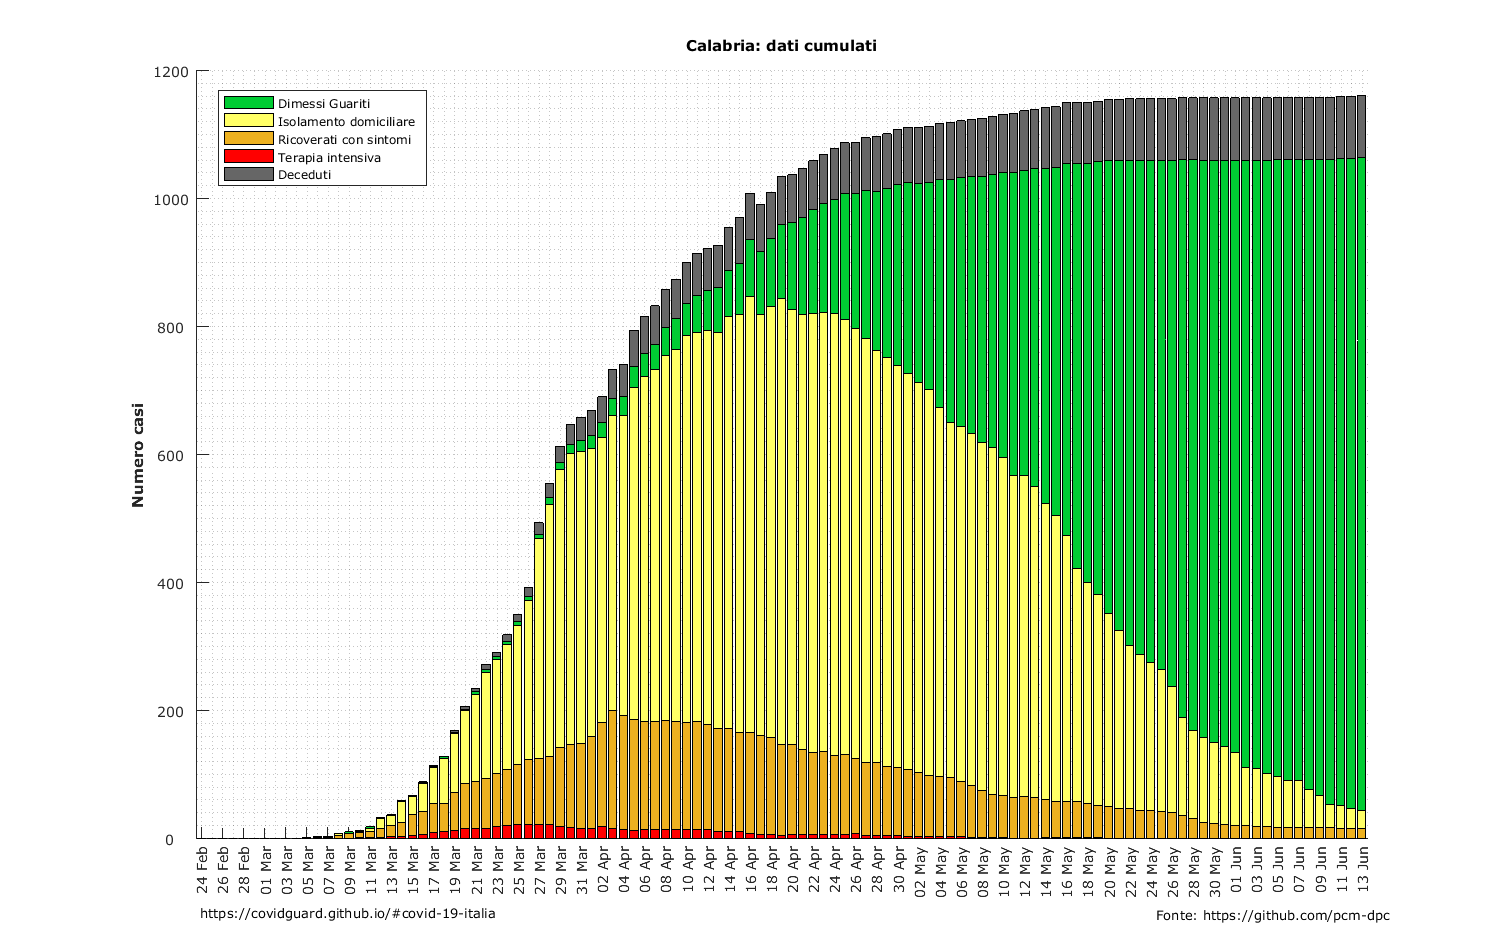 Calabria: dati cumulati
1200
1000
800
600
400
200
0
Numero casi
Dimessi Guariti
Isolamento domiciliare
Ricoverati con sintomi
Terapia intensiva
Deceduti
24 Feb
26 Feb
28 Feb
01 Mar
03 Mar
05 Mar
07 Mar
09 Mar
11 Mar
13 Mar
15 Mar
17 Mar
19 Mar
21 Mar
23 Mar
25 Mar
27 Mar
29 Mar
31 Mar
02 Apr
04 Apr
06 Apr
08 Apr
10 Apr
12 Apr
14 Apr
16 Apr
18 Apr
20 Apr
22 Apr
24 Apr
26 Apr
28 Apr
30 Apr
02 May
04 May
06 May
08 May
10 May
12 May
14 May
16 May
18 May
20 May
22 May
24 May
26 May
28 May
30 May
01 Jun
03 Jun
05 Jun
07 Jun
09 Jun
11 Jun
13 Jun
https://covidguard.github.io/#covid-19-italia
Fonte: https://github.com/pcm-dpc